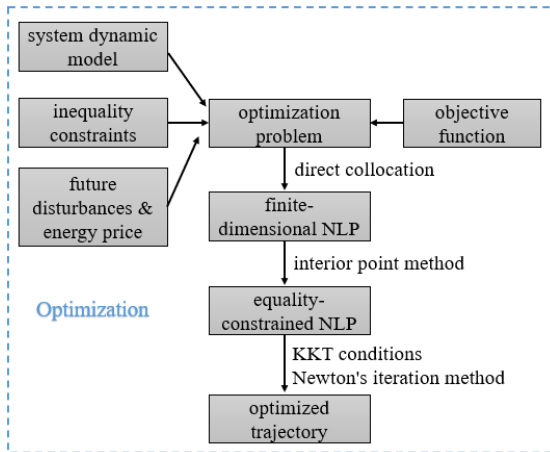 system dynamic
model
inequality
constraints
optimization
problem
objective
function
future
disturbances &
energy price
direct collocation
finite-
dimensional NLP
interior point method
Optimization
equality-
constrained NLP
KKT conditions
Newton's iteration method
optimized
trajectory